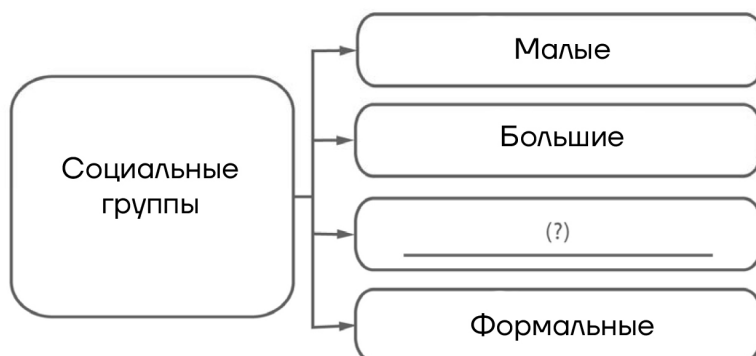 Социальные
группы
Малые
Большие
(?)
Формальные